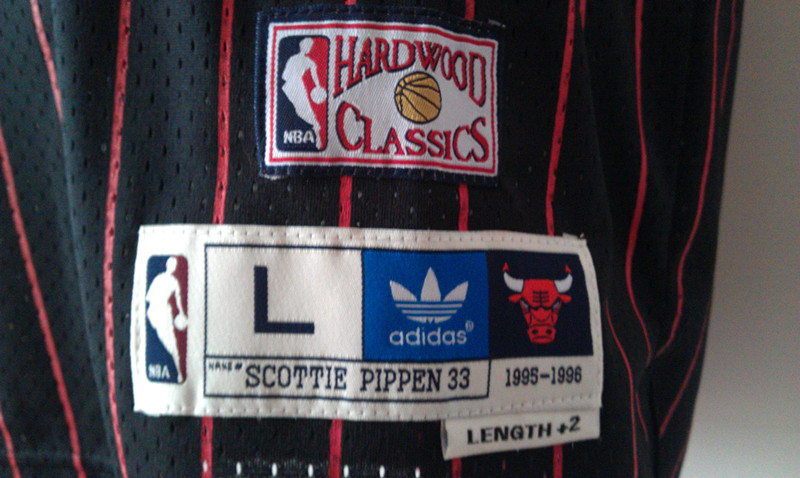 HARDWOOD
CLASSICS
NBA
L
adidas®
NBA
NAME #
SCOTTIE PIPPEN 33
1995-1996
LENGTH +2